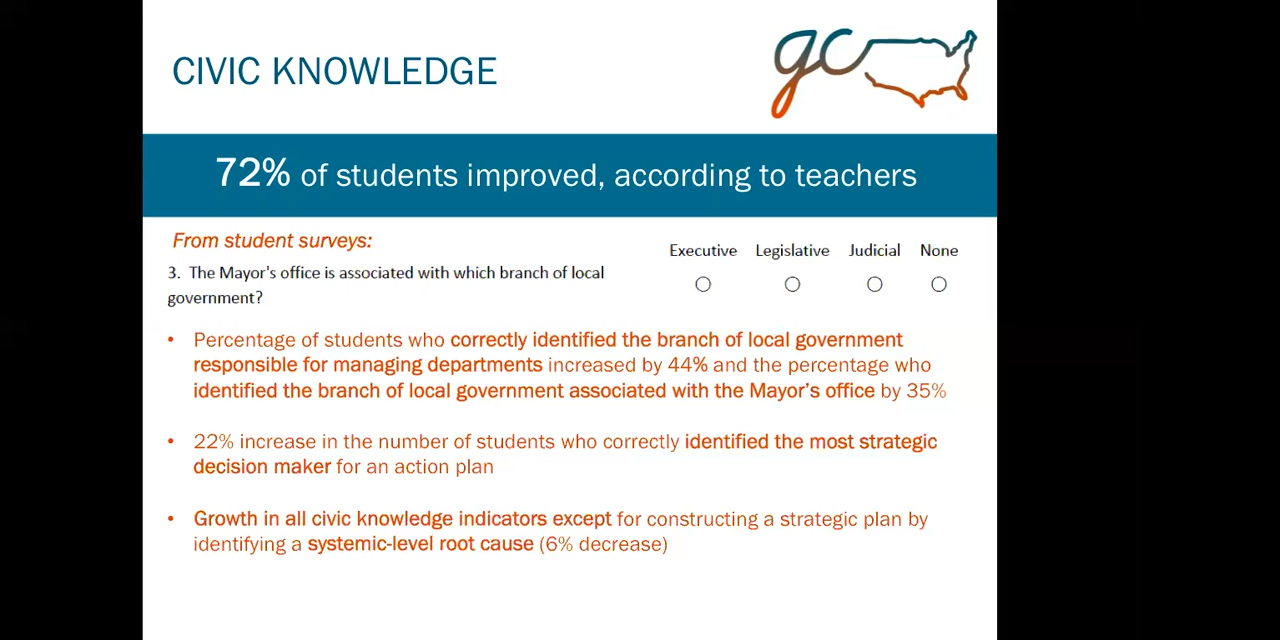 gc
CIVIC KNOWLEDGE
72% of students improved, according to teachers
From student surveys:
Executive Legislative Judicial None
3. The Mayor's office is associated with which branch of local
government?
• Percentage of students who correctly identified the branch of local government
responsible for managing departments increased by 44% and the percentage who
identified the branch of local government associated with the Mayor's office by 35%
• 22% increase in the number of students who correctly identified the most strategic
decision maker for an action plan
• Growth in all civic knowledge indicators except for constructing a strategic plan by
identifying a systemic-level root cause (6% decrease)